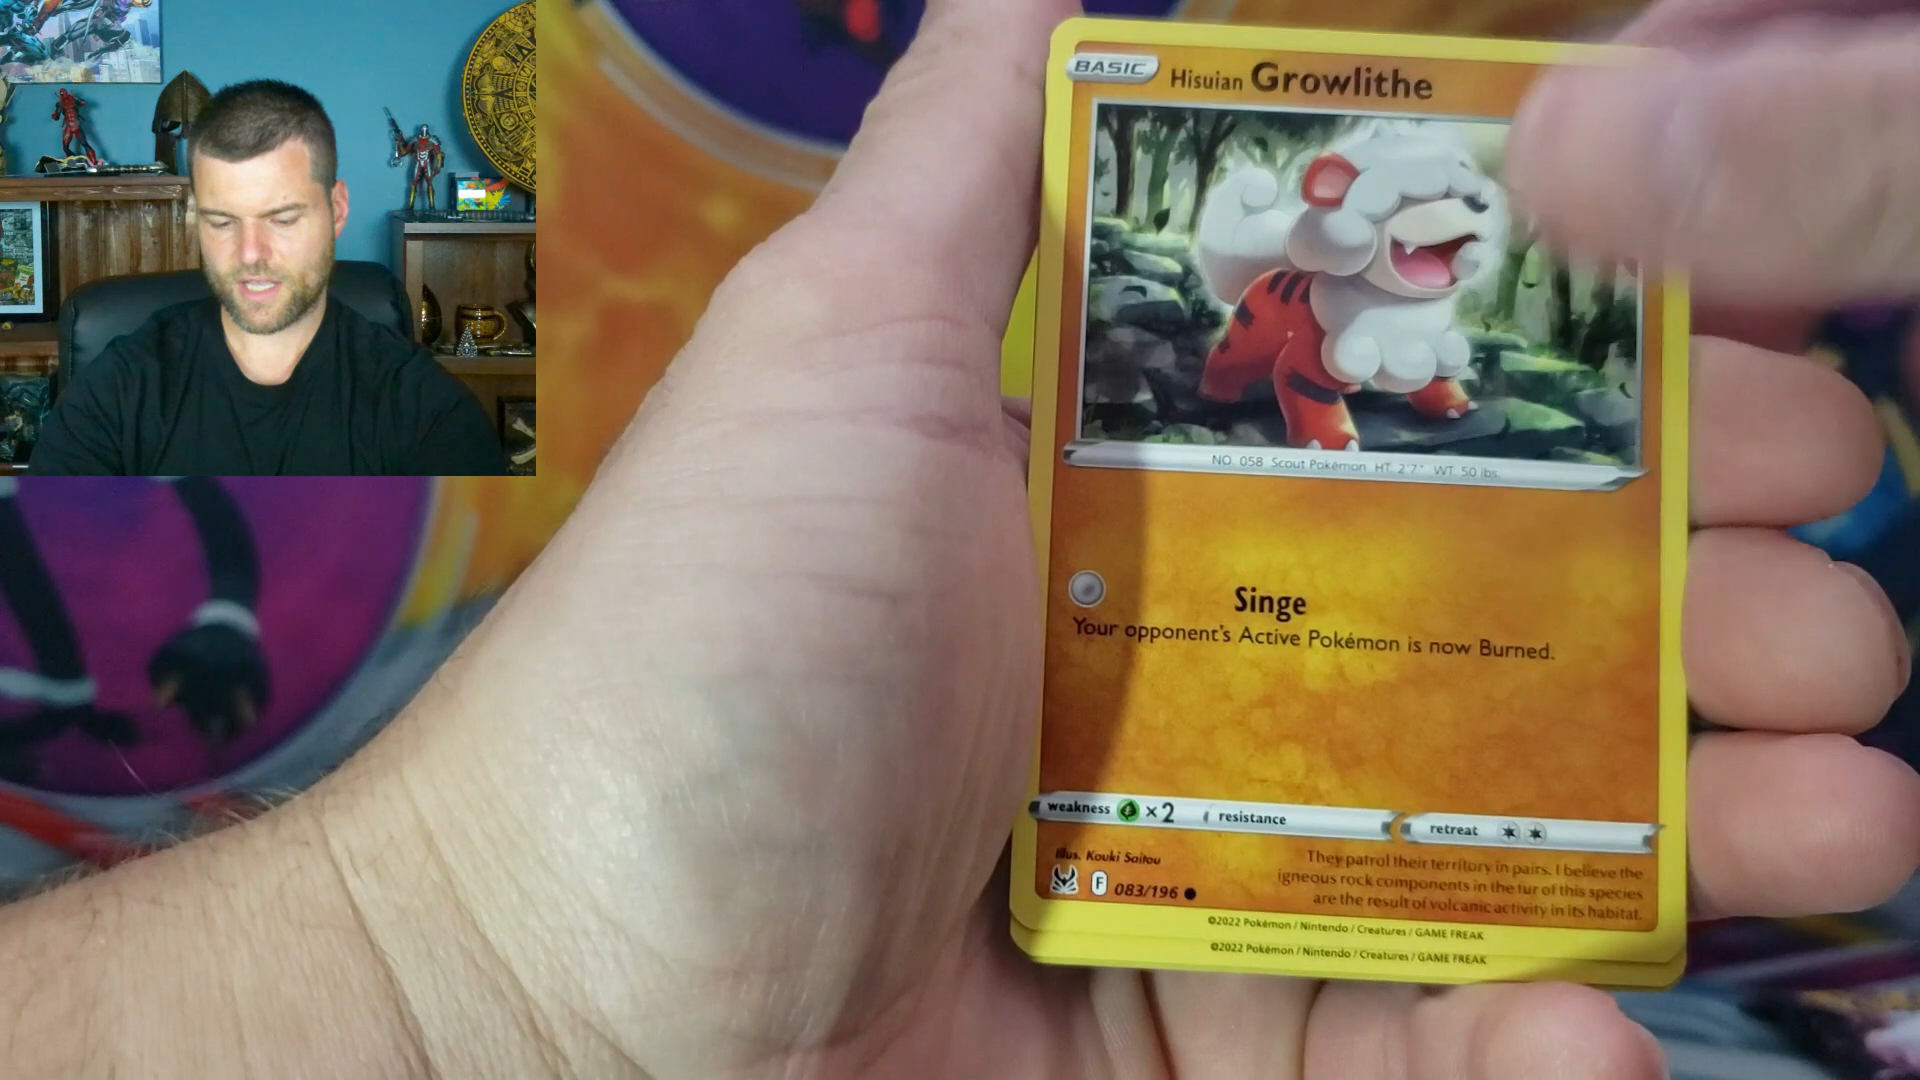 BASIC
Hisuian Growlithe
NO. 058 Scout Pokémon HT. 2'7" WT. 50 lbs.
Singe
Your opponent's Active Pokémon is now Burned.
weakness ×2 resistance retreat
Illus. Kouki Saitou
F 083/196
They patrol their territory in pairs. I believe the
igneous rock components in the fur of this species
are the result of volcanic activity in its habitat.
©2022 Pokémon / Nintendo / Creatures / GAME FREAK
©2022 Pokémon / Nintendo / Creatures / GAME FREAK